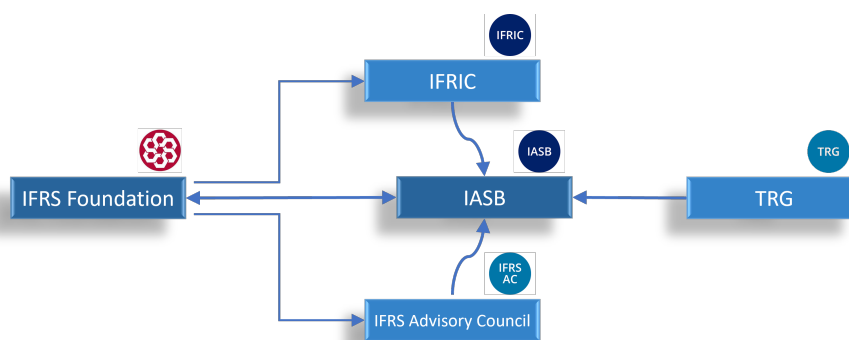 IFRIC
IFRIC
IASB
TRG
IFRS Foundation
IASB
TRG
IFRS
AC
IFRS Advisory Council